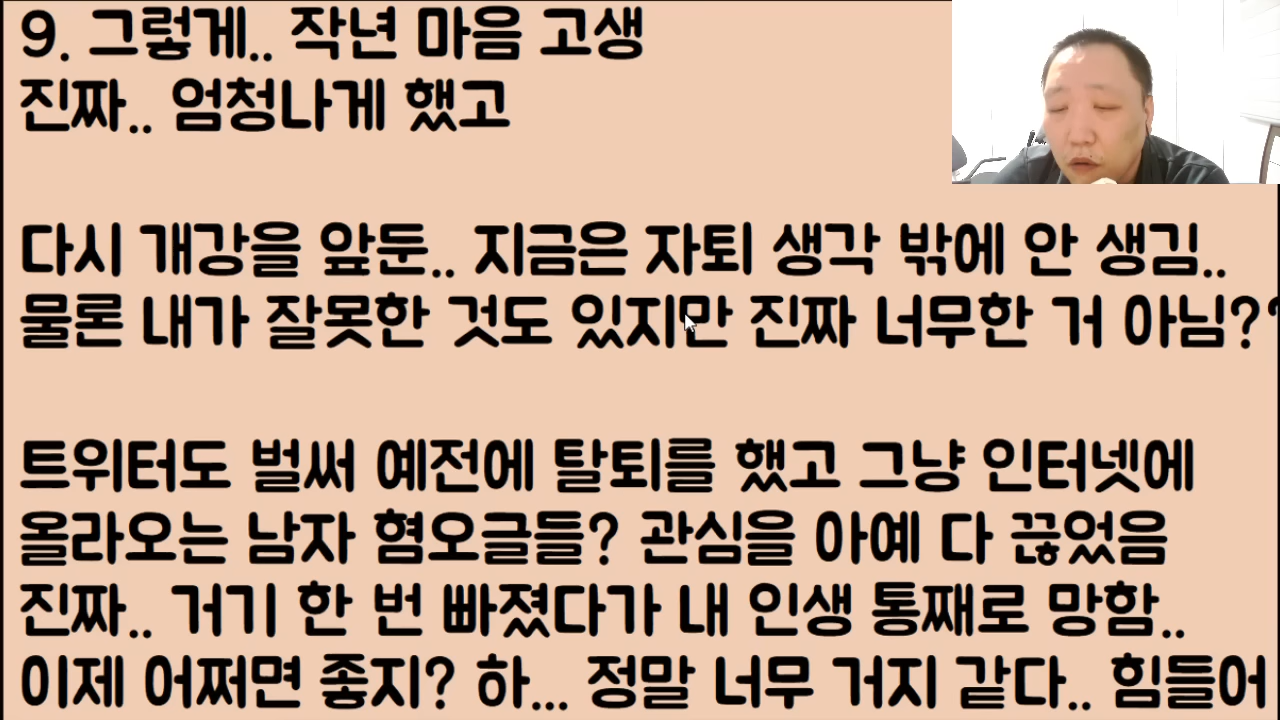 9. 그렇게.. 작년 마음 고생
진짜.. 엄청나게 했고
다시 개강을 앞둔.. 지금은 자퇴 생각 밖에 안 생김..
물론 내가 잘못한 것도 있지만 진짜 너무한 거 아님??
트위터도 벌써 예전에 탈퇴를 했고 그냥 인터넷에
올라오는 남자 혐오글들? 관심을 아예 다 끊었음
진짜.. 거기 한 번 빠졌다가 내 인생 통째로 망함..
이제 어쩌면 좋지? 하... 정말 너무 거지 같다.. 힘들어